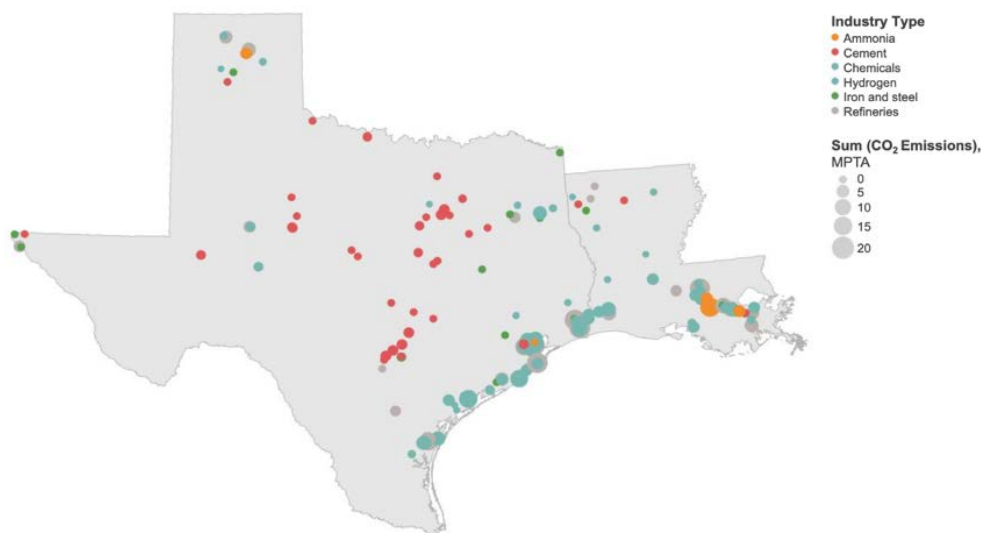 Industry Type
Ammonia
Cement
Chemicals
Hydrogen
Iron and steel
Refineries
Sum (CO₂ Emissions),
MPTA
0
5
10
15
20